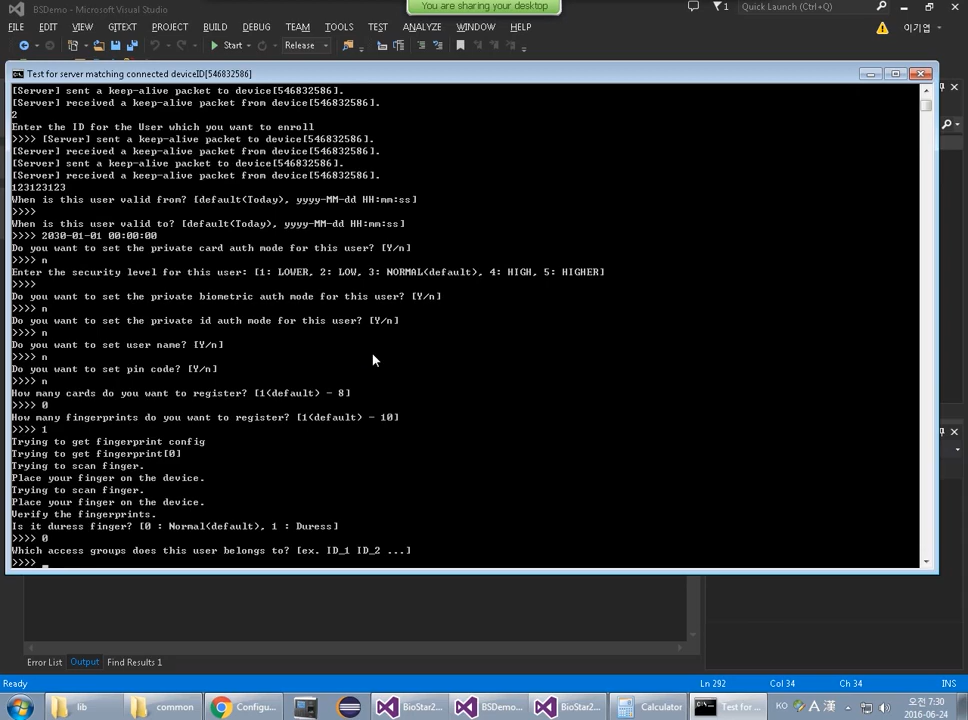 You are sharing your desktop
BSDemo - Microsoft Visual Studio
1
Quick Launch (Ctrl+Q)
FILE EDIT VIEW GITEXT PROJECT BUILD DEBUG TEAM TOOLS TEST ANALYZE WINDOW HELP
이기엽
Start Release
Test for server matching connected deviceID[546832586]
[Server] sent a keep-alive packet to device[546832586].
[Server] received a keep-alive packet from device[546832586].
2
Enter the ID for the User which you want to enroll
>>>> [Server] sent a keep-alive packet to device[546832586].
[Server] received a keep-alive packet from device[546832586].
[Server] sent a keep-alive packet to device[546832586].
[Server] received a keep-alive packet from device[546832586].
123123123
When is this user valid from? [default(Today), yyyy-MM-dd HH:mm:ss]
>>>>
When is this user valid to? [default(Today), yyyy-MM-dd HH:mm:ss]
>>>> 2030-01-01 00:00:00
Do you want to set the private card auth mode for this user? [Y/n]
>>>> n
Enter the security level for this user: [1: LOWER, 2: LOW, 3: NORMAL(default), 4: HIGH, 5: HIGHER]
>>>>
Do you want to set the private biometric auth mode for this user? [Y/n]
>>>> n
Do you want to set the private id auth mode for this user? [Y/n]
>>>> n
Do you want to set user name? [Y/n]
>>>> n
Do you want to set pin code? [Y/n]
>>>> n
How many cards do you want to register? [1(default) - 8]
>>>> 0
How many fingerprints do you want to register? [1(default) - 10]
>>>> 1
Trying to get fingerprint config
Trying to get fingerprint[0]
Trying to scan finger.
Place your finger on the device.
Trying to scan finger.
Place your finger on the device.
Verify the fingerprints.
Is it duress finger? [0 : Normal(default), 1 : Duress]
>>>> 0
Which access groups does this user belongs to? [ex. ID_1 ID_2 ...]
>>>> _
Error List Output Find Results 1
Ready Ln 292 Col 34 Ch 34 INS
lib common Configu... BioStar2... BSDemo... BioStar2... Calculator Test for ... KO A 漢
오전 7:30
2016-06-24